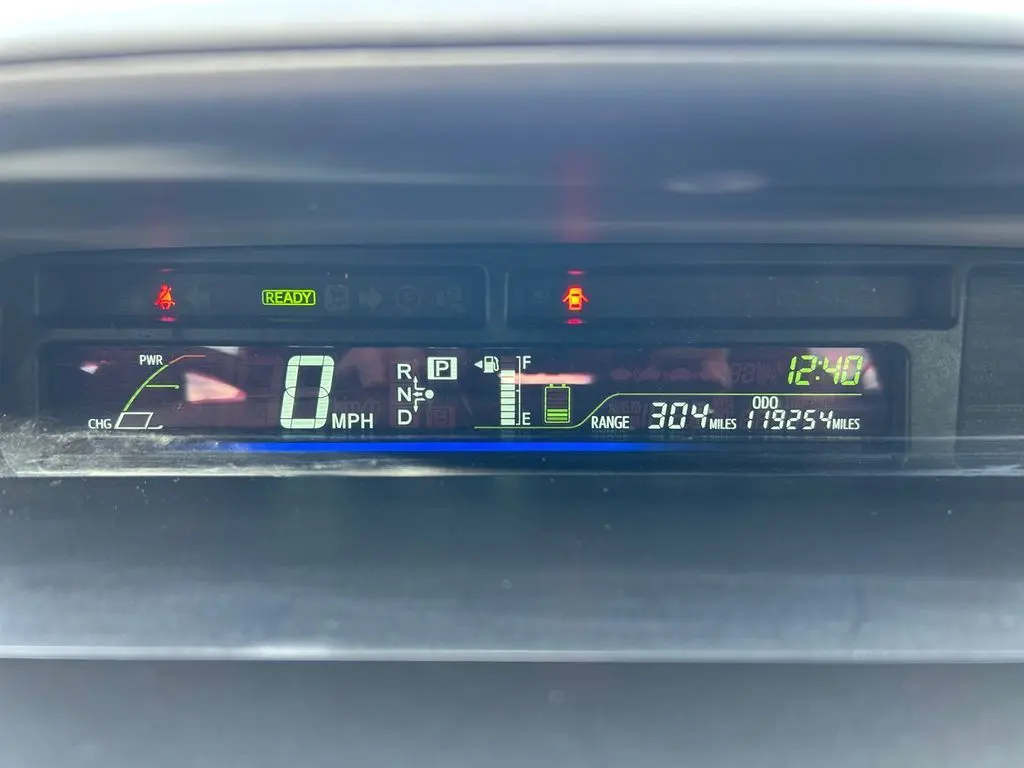 READY
PWR
CHG
0 MPH
R
N
D
P
F
E
12:40
RANGE 304 MILES
ODO
119254 MILES